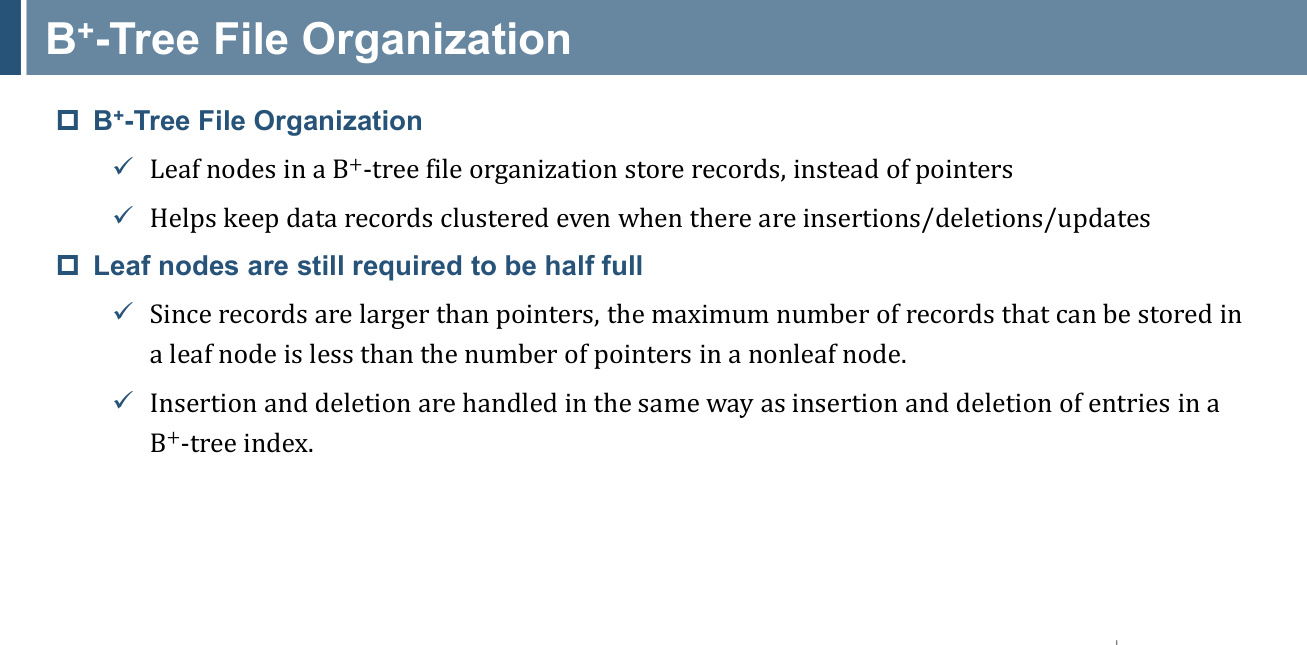 B⁺-Tree File Organization
B⁺-Tree File Organization
Leaf nodes in a B⁺-tree file organization store records, instead of pointers
Helps keep data records clustered even when there are insertions/deletions/updates
Leaf nodes are still required to be half full
Since records are larger than pointers, the maximum number of records that can be stored in
a leaf node is less than the number of pointers in a nonleaf node.
Insertion and deletion are handled in the same way as insertion and deletion of entries in a
B⁺-tree index.